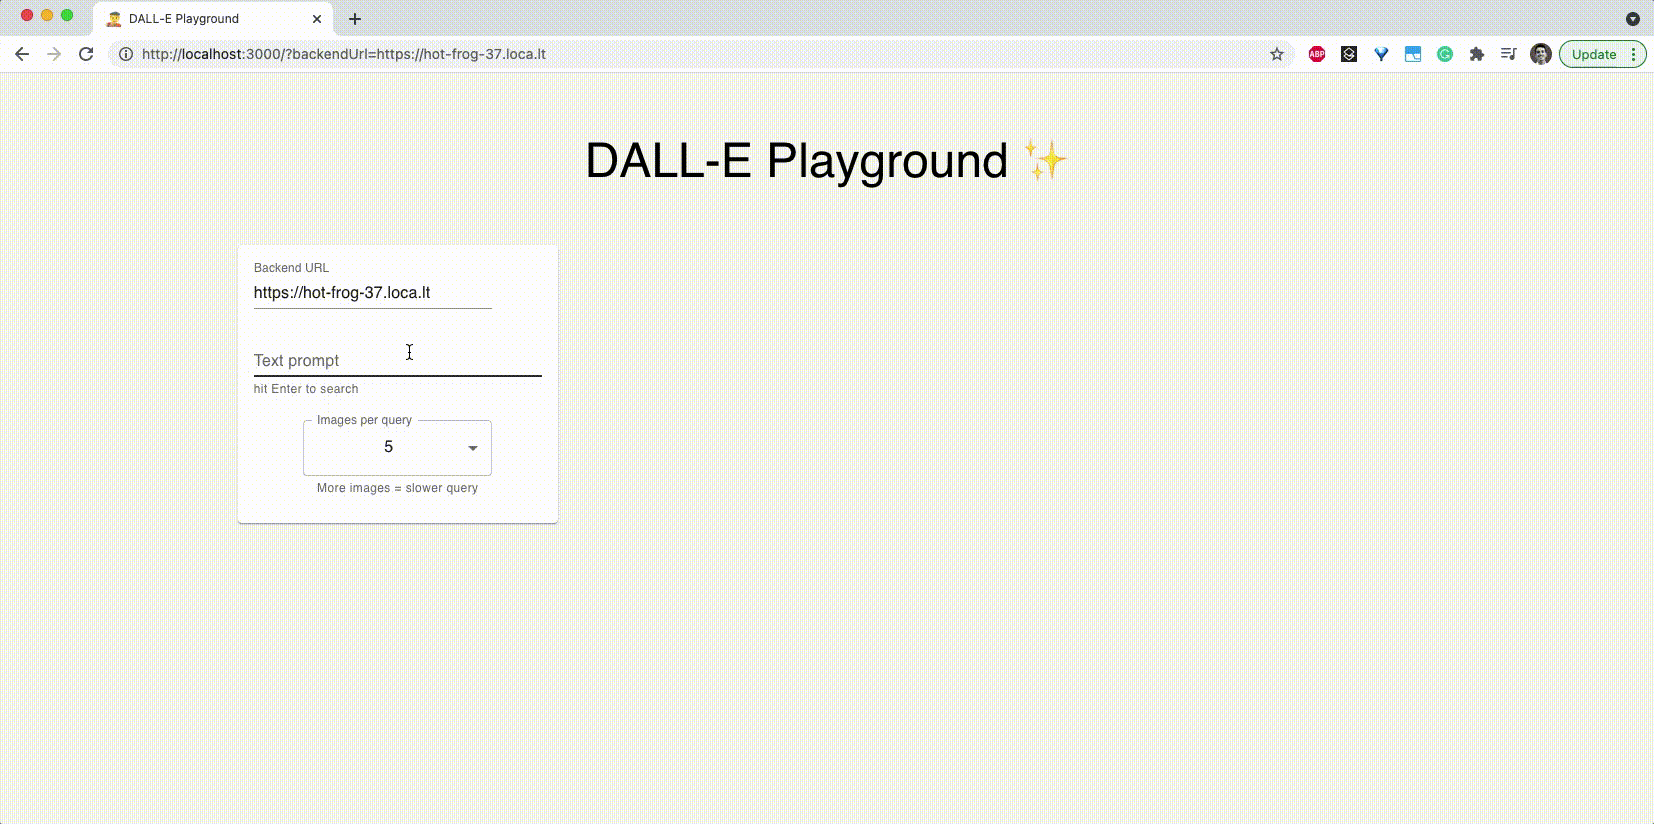 DALL-E Playground
http://localhost:3000/?backendUrl=https://hot-frog-37.loca.lt
ABP
Update
DALL-E Playground ✨
Backend URL
https://hot-frog-37.loca.lt
Text prompt
hit Enter to search
Images per query
5
More images = slower query